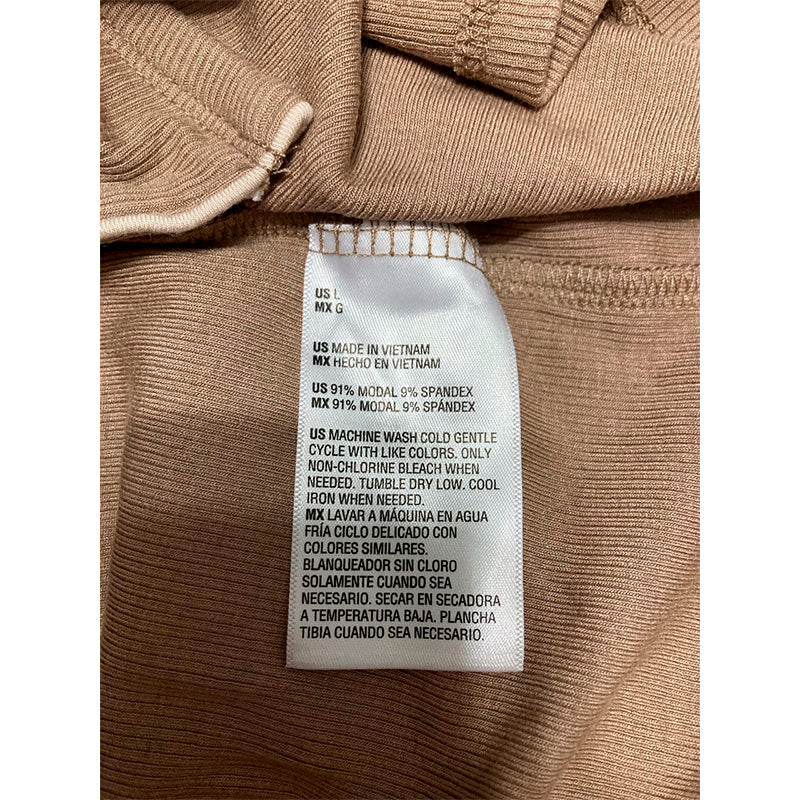 US L
MX G
US MADE IN VIETNAM
MX HECHO EN VIETNAM
US 91% MODAL 9% SPANDEX
MX 91% MODAL 9% SPÁNDEX
US MACHINE WASH COLD GENTLE
CYCLE WITH LIKE COLORS. ONLY
NON-CHLORINE BLEACH WHEN
NEEDED. TUMBLE DRY LOW. COOL
IRON WHEN NEEDED.
MX LAVAR A MÁQUINA EN AGUA
FRÍA CICLO DELICADO CON
COLORES SIMILARES.
BLANQUEADOR SIN CLORO
SOLAMENTE CUANDO SEA
NECESARIO. SECAR EN SECADORA
A TEMPERATURA BAJA. PLANCHA
TIBIA CUANDO SEA NECESARIO.